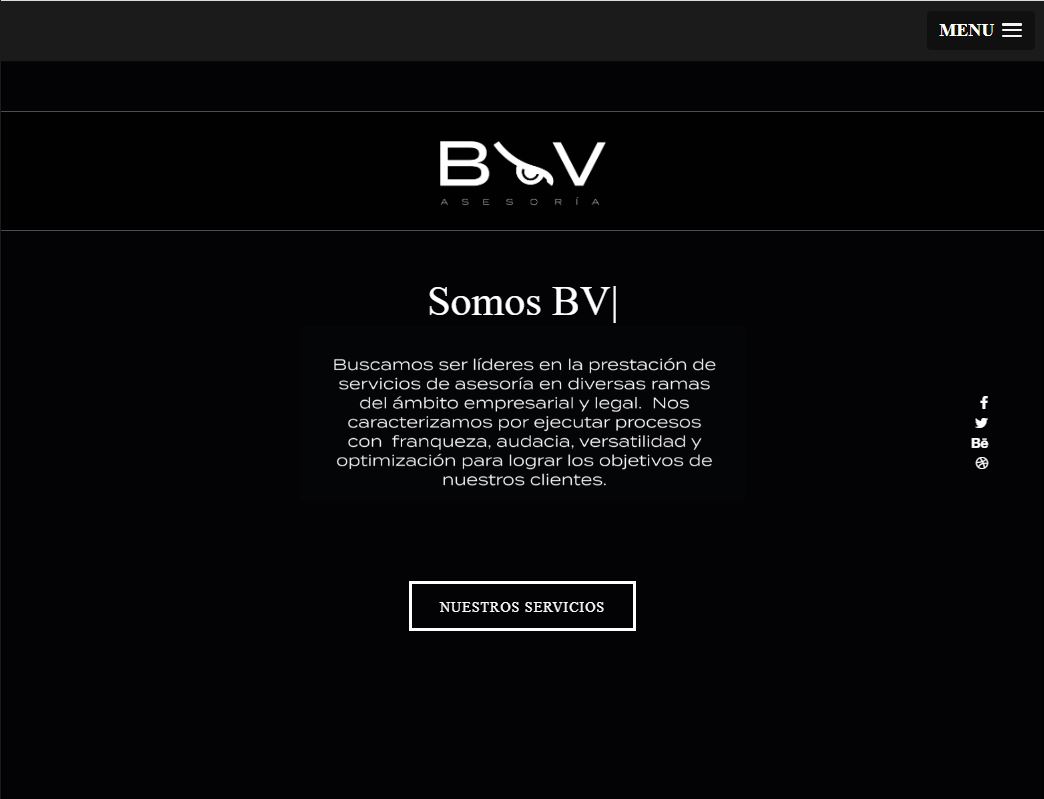 MENU
BV
ASESORÍA
Somos BV|
Buscamos ser líderes en la prestación de
servicios de asesoría en diversas ramas
del ámbito empresarial y legal. Nos
caracterizamos por ejecutar procesos
con franqueza, audacia, versatilidad y
optimización para lograr los objetivos de
nuestros clientes.
Bē
NUESTROS SERVICIOS